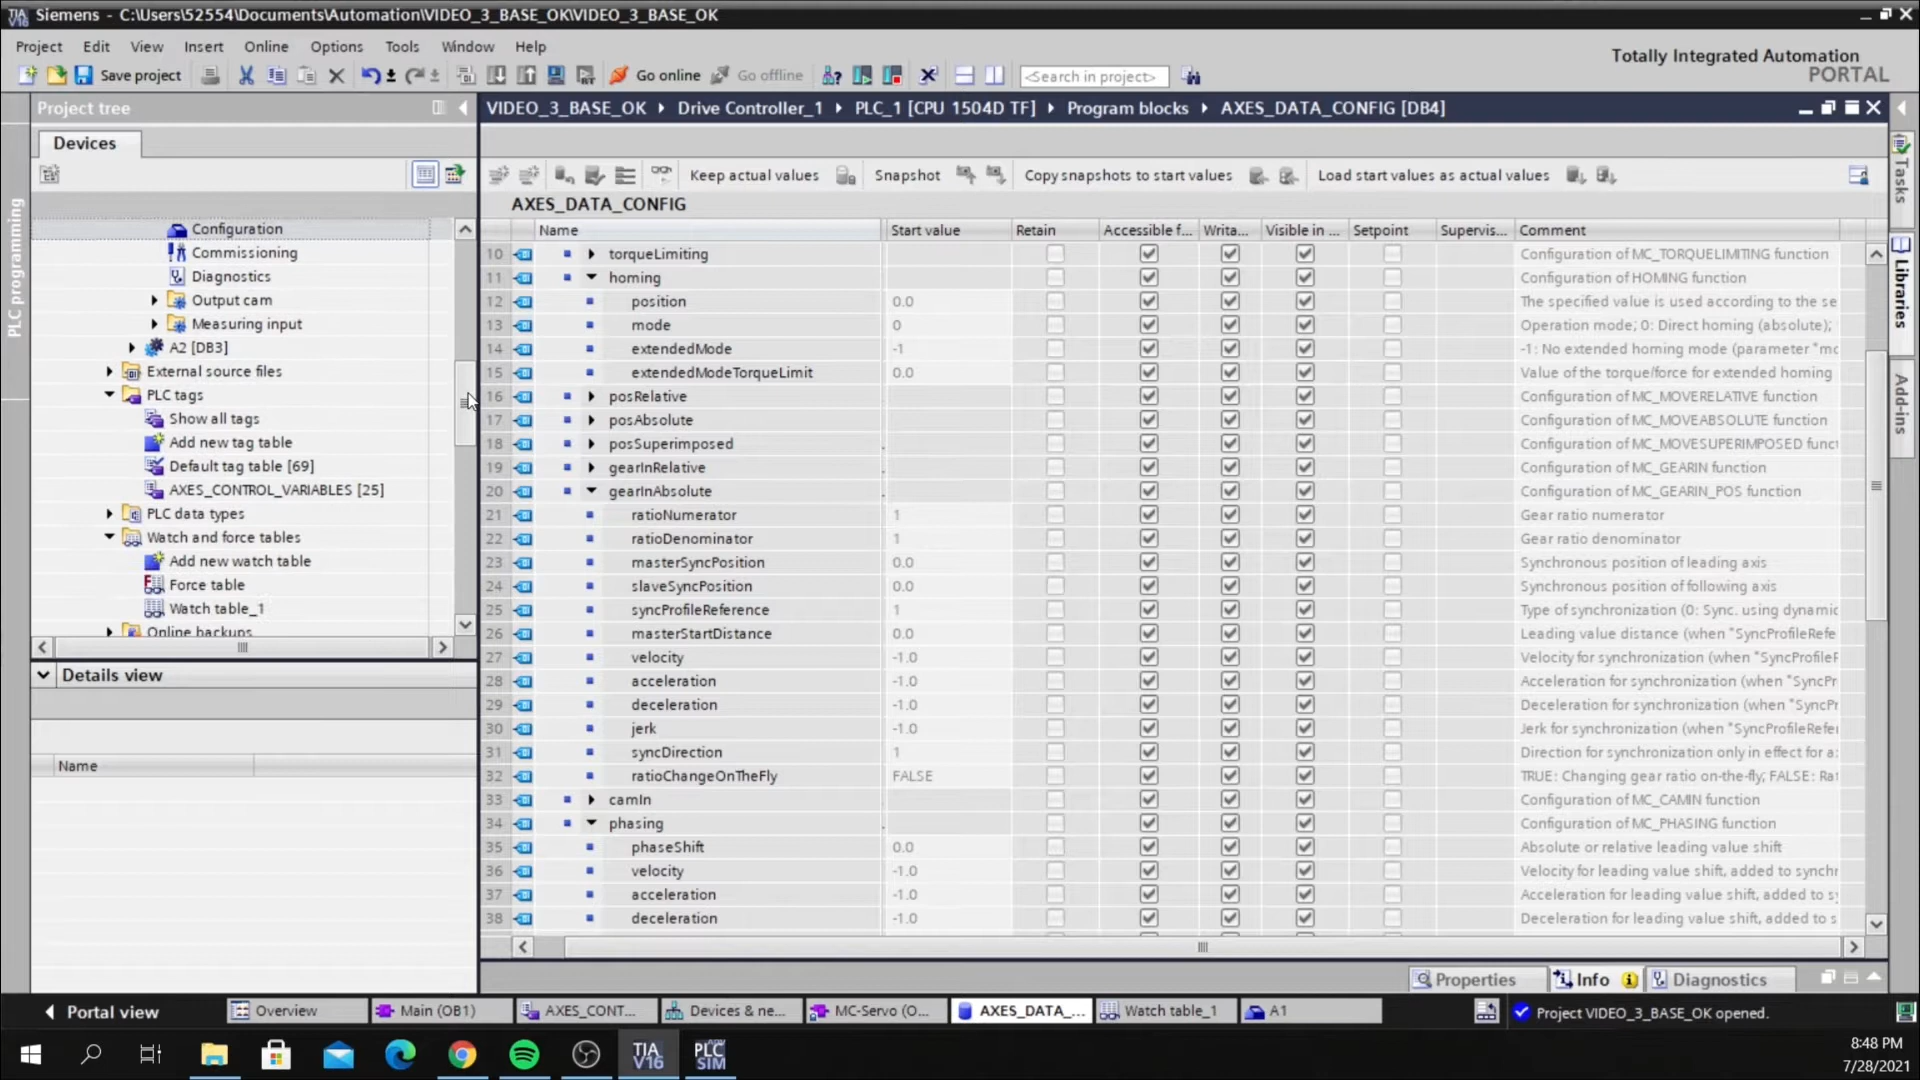 Siemens - C:\Users\52554\Documents\Automation\VIDEO_3_BASE_OK\VIDEO_3_BASE_OK
Project Edit View Insert Online Options Tools Window Help
Totally Integrated Automation
PORTAL
Save project Go online Go offline <Search in project>
Project tree
VIDEO_3_BASE_OK Drive Controller_1 PLC_1 [CPU 1504D TF] Program blocks AXES_DATA_CONFIG [DB4]
Devices
PLC programming
Tasks
Libraries
Add-ins
Configuration
Commissioning
Diagnostics
Output cam
Measuring input
A2 [DB3]
External source files
PLC tags
Show all tags
Add new tag table
Default tag table [69]
AXES_CONTROL_VARIABLES [25]
PLC data types
Watch and force tables
Add new watch table
Force table
Watch table_1
Online backups
Details view
Name
Keep actual values Snapshot Copy snapshots to start values Load start values as actual values
AXES_DATA_CONFIG
Name Start value Retain Accessible f... Writa... Visible in ... Setpoint Supervis... Comment
10 torqueLimiting Configuration of MC_TORQUELIMITING function
11 homing Configuration of HOMING function
12 position 0.0 The specified value is used according to the se
13 mode 0 Operation mode; 0: Direct homing (absolute);
14 extendedMode -1 -1: No extended homing mode (parameter "mo
15 extendedModeTorqueLimit 0.0 Value of the torque/force for extended homing
16 posRelative Configuration of MC_MOVERELATIVE function
17 posAbsolute Configuration of MC_MOVEABSOLUTE function
18 posSuperimposed Configuration of MC_MOVESUPERIMPOSED funct
19 gearInRelative Configuration of MC_GEARIN function
20 gearInAbsolute Configuration of MC_GEARIN_POS function
21 ratioNumerator 1 Gear ratio numerator
22 ratioDenominator 1 Gear ratio denominator
23 masterSyncPosition 0.0 Synchronous position of leading axis
24 slaveSyncPosition 0.0 Synchronous position of following axis
25 syncProfileReference 1 Type of synchronization (0: Sync. using dynamic
26 masterStartDistance 0.0 Leading value distance (when "SyncProfileRefe
27 velocity -1.0 Velocity for synchronization (when "SyncProfileF
28 acceleration -1.0 Acceleration for synchronization (when "SyncPr
29 deceleration -1.0 Deceleration for synchronization (when "SyncPr
30 jerk -1.0 Jerk for synchronization (when "SyncProfileRefe
31 syncDirection 1 Direction for synchronization only in effect for a
32 ratioChangeOnTheFly FALSE TRUE: Changing gear ratio on-the-fly; FALSE: Ra
33 camIn Configuration of MC_CAMIN function
34 phasing Configuration of MC_PHASING function
35 phaseShift 0.0 Absolute or relative leading value shift
36 velocity -1.0 Velocity for leading value shift, added to synchr
37 acceleration -1.0 Acceleration for leading value shift, added to s
38 deceleration -1.0 Deceleration for leading value shift, added to s
Properties Info Diagnostics
Portal view Overview Main (OB1) AXES_CONT... Devices & ne... MC-Servo (O... AXES_DATA_... Watch table_1 A1 Project VIDEO_3_BASE_OK opened.
TIA V16
PLC SIM
8:48 PM
7/28/2021